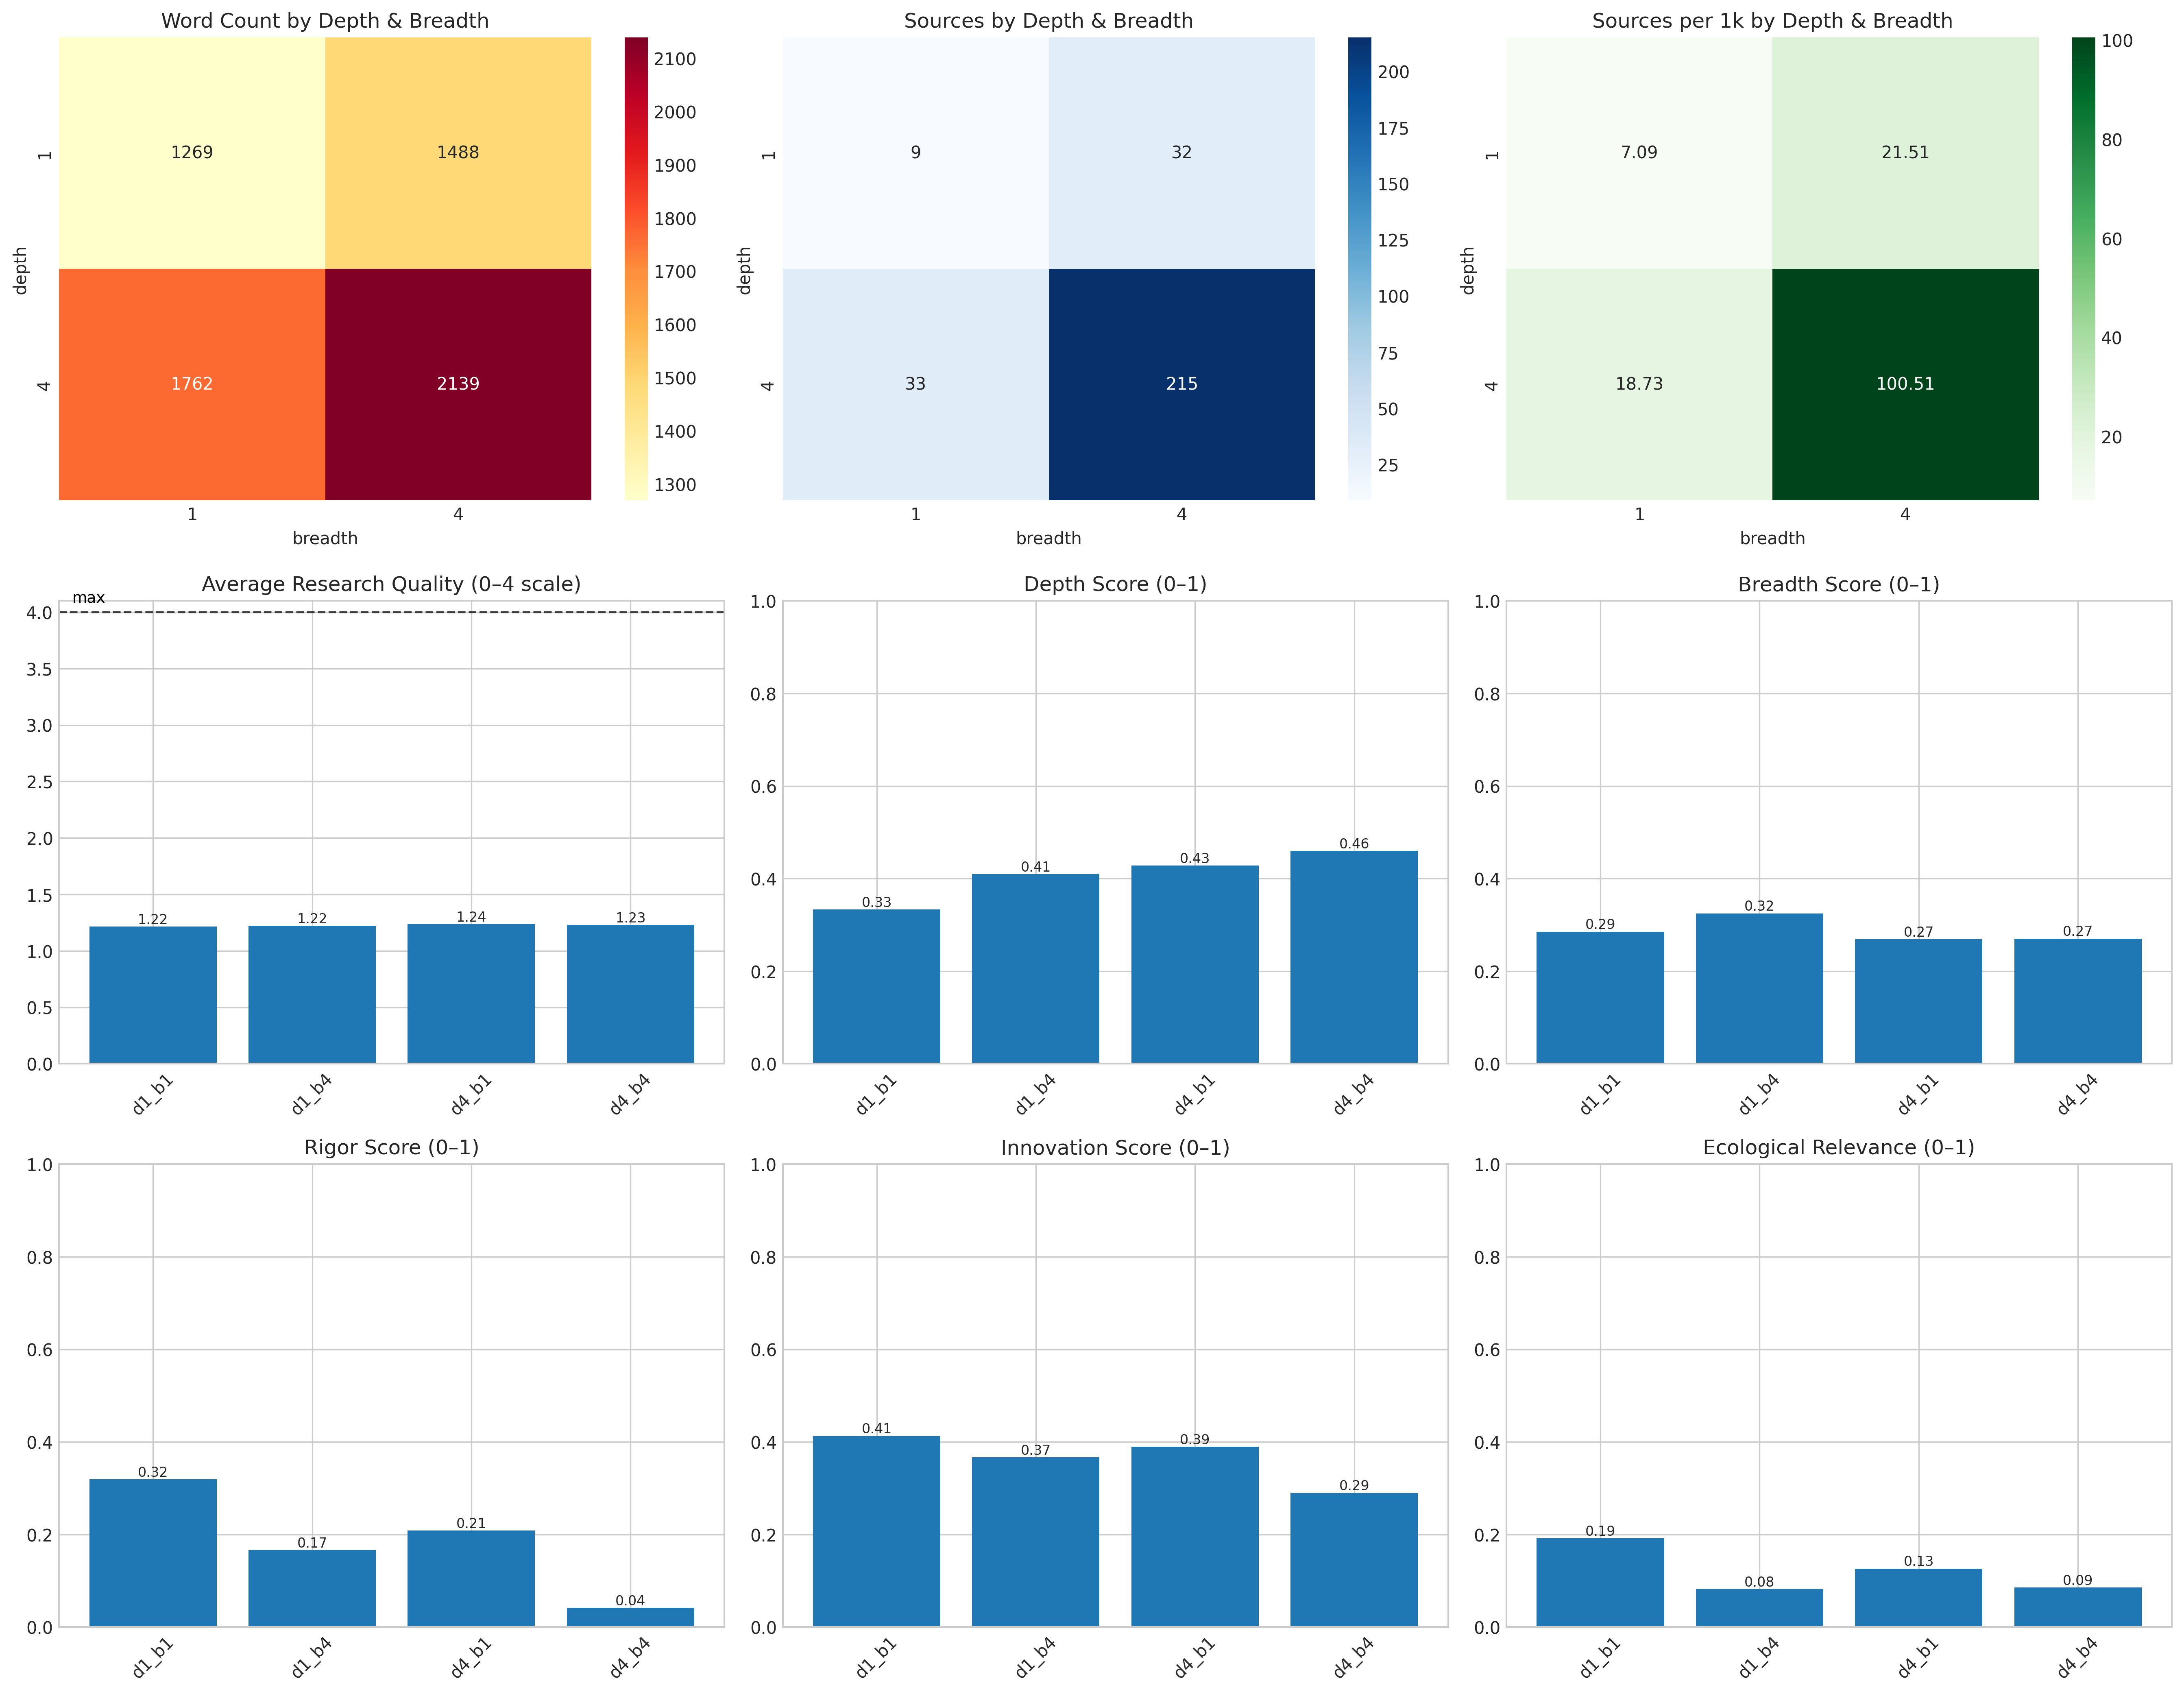 Word Count by Depth & Breadth
1269 1488
1762 2139
1
4
depth
1 4
breadth
2100
2000
1900
1800
1700
1600
1500
1400
1300
Sources by Depth & Breadth
9 32
33 215
1
4
depth
1 4
breadth
200
175
150
125
100
75
50
25
Sources per 1k by Depth & Breadth
7.09 21.51
18.73 100.51
1
4
depth
1 4
breadth
100
80
60
40
20
Average Research Quality (0–4 scale)
max
4.0
3.5
3.0
2.5
2.0
1.5
1.0
0.5
0.0
1.22 1.22 1.24 1.23
d1_b1 d1_b4 d4_b1 d4_b4
Depth Score (0–1)
1.0
0.8
0.6
0.4
0.2
0.0
0.33 0.41 0.43 0.46
d1_b1 d1_b4 d4_b1 d4_b4
Breadth Score (0–1)
1.0
0.8
0.6
0.4
0.2
0.0
0.29 0.32 0.27 0.27
d1_b1 d1_b4 d4_b1 d4_b4
Rigor Score (0–1)
1.0
0.8
0.6
0.4
0.2
0.0
0.32 0.17 0.21 0.04
d1_b1 d1_b4 d4_b1 d4_b4
Innovation Score (0–1)
1.0
0.8
0.6
0.4
0.2
0.0
0.41 0.37 0.39 0.29
d1_b1 d1_b4 d4_b1 d4_b4
Ecological Relevance (0–1)
1.0
0.8
0.6
0.4
0.2
0.0
0.19 0.08 0.13 0.09
d1_b1 d1_b4 d4_b1 d4_b4